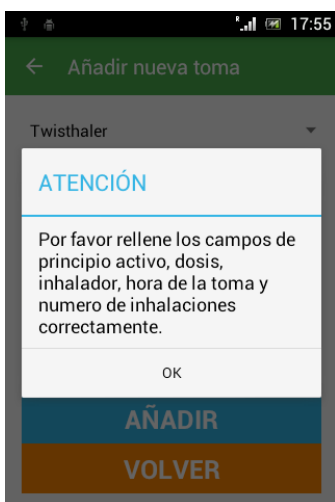 17:55
Añadir nueva toma
Twisthaler
ATENCIÓN
Por favor rellene los campos de
principio activo, dosis,
inhalador, hora de la toma y
numero de inhalaciones
correctamente.
OK
AÑADIR
VOLVER